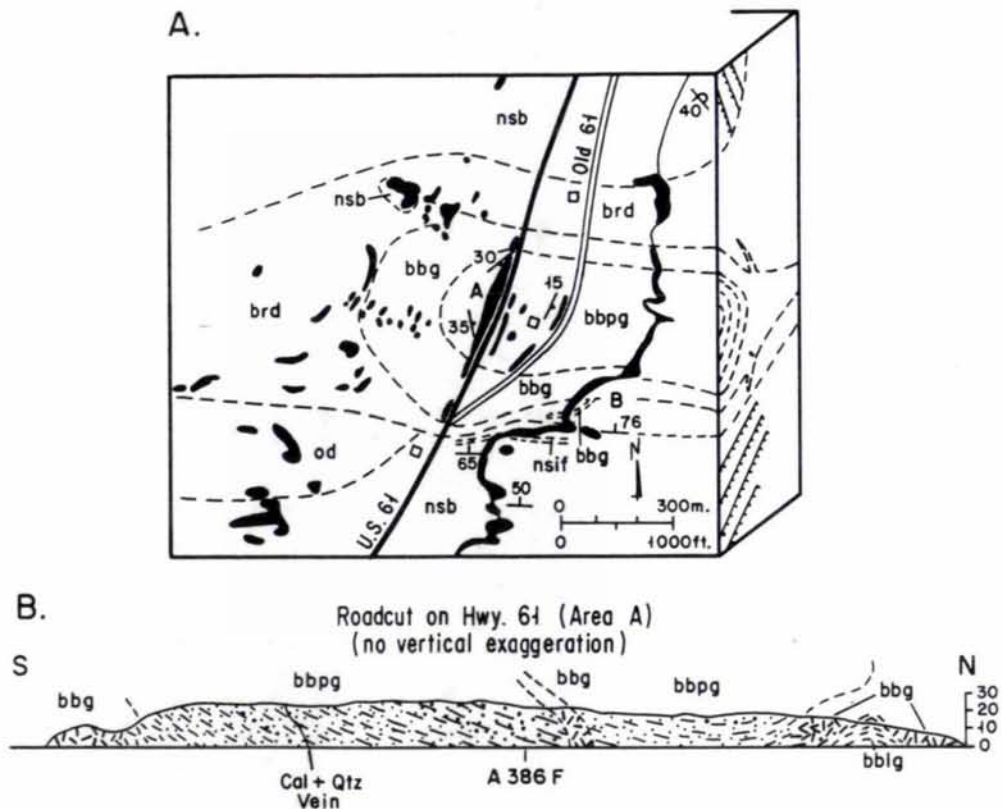 A.
nsb
Old 61
40
nsb
brd
bbg
30
A
15
brd
35
bbpg
bbg
B
76
od
bbg
N
65
nsif
50
0 300m.
nsb
U.S. 61
0 1000ft.
B.
Roadcut on Hwy. 61 (Area A)
(no vertical exaggeration)
S
N
bbg
bbpg
bbg
bbpg
bbg
30
20
10
0
Cal + Qtz
Vein
A 386 F
bblg